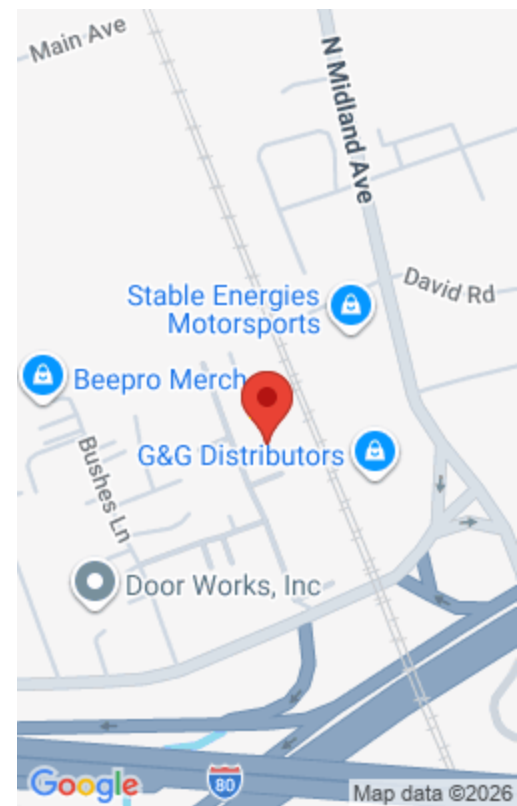 Main Ave
N Midland Ave
David Rd
Stable Energies
Motorsports
Beepro Merch
G&G Distributors
Bushes Ln
Door Works, Inc
Google
80
Map data ©2026